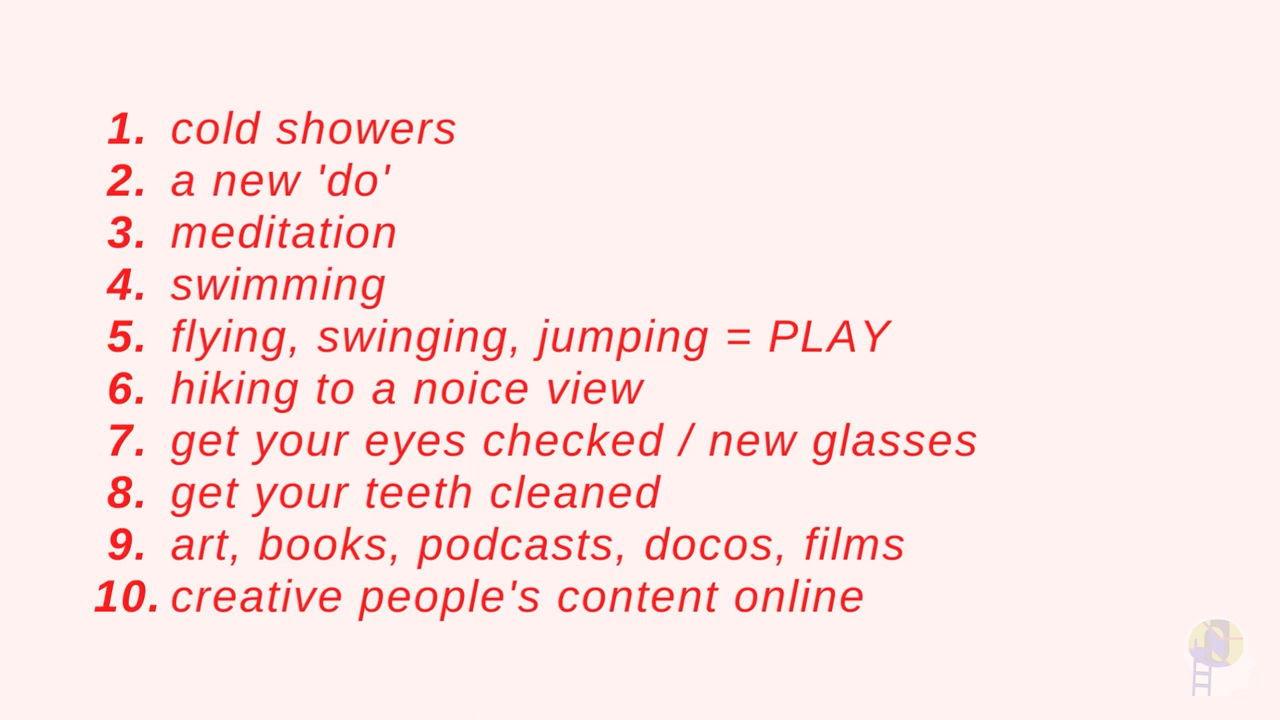 1. cold showers
2. a new 'do'
3. meditation
4. swimming
5. flying, swinging, jumping = PLAY
6. hiking to a noice view
7. get your eyes checked / new glasses
8. get your teeth cleaned
9. art, books, podcasts, docos, films
10. creative people's content online